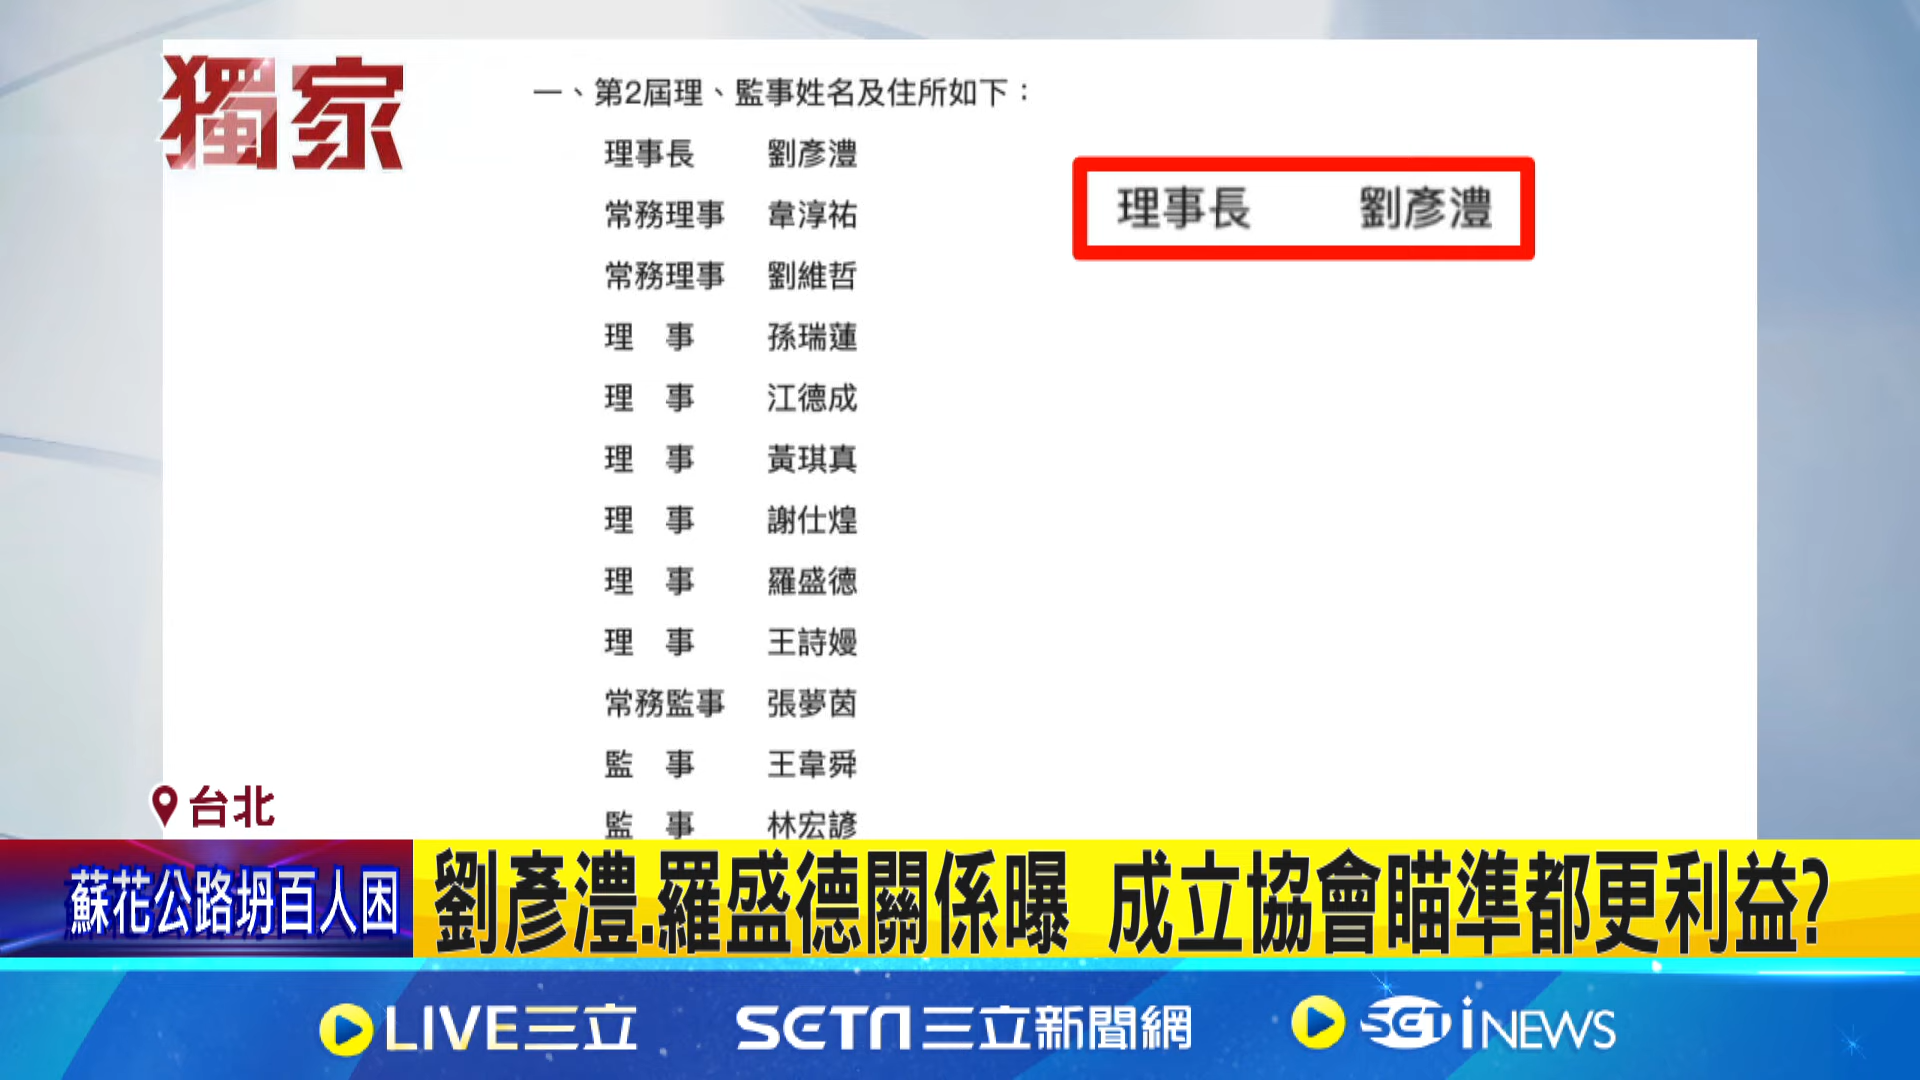 獨家
一、第2屆理、監事姓名及住所如下：
理事長 劉彥澧
理事長 劉彥澧
常務理事 韋淳祐
常務理事 劉維哲
理 事 孫瑞蓮
理 事 江德成
理 事 黃琪真
理 事 謝仕煌
理 事 羅盛德
理 事 王詩嫚
常務監事 張夢茵
監 事 王韋舜
監 事 林宏諺
台北
蘇花公路坍百人困
劉彥澧.羅盛德關係曝 成立協會瞄準都更利益?
LIVE三立 SETN三立新聞網 SETiNEWS